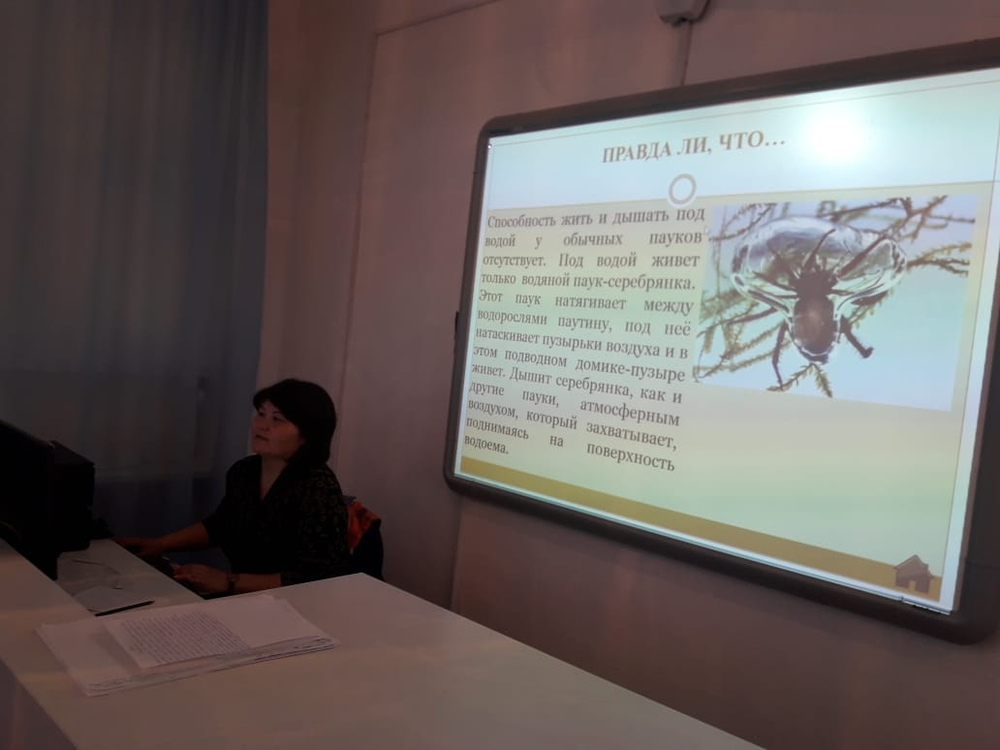 ПРАВДА ЛИ, ЧТО…
Способность жить и дышать под
водой у обычных пауков
отсутствует. Под водой живет
только водяной паук-серебрянка.
Этот паук натягивает между
водорослями паутину, под неё
натаскивает пузырьки воздуха и в
этом подводном домике-пузыре
живет. Дышит серебрянка, как и
другие пауки, атмосферным
воздухом, который захватывает,
поднимаясь на поверхность
водоема.